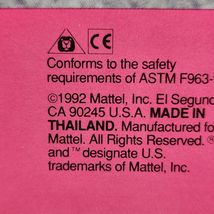 CE
Conforms to the safety
requirements of ASTM F963-
©1992 Mattel, Inc. El Segund
CA 90245 U.S.A. MADE IN
THAILAND. Manufactured fo
Mattel. All Rights Reserved. ®
and ™ designate U.S.
trademarks of Mattel, Inc.